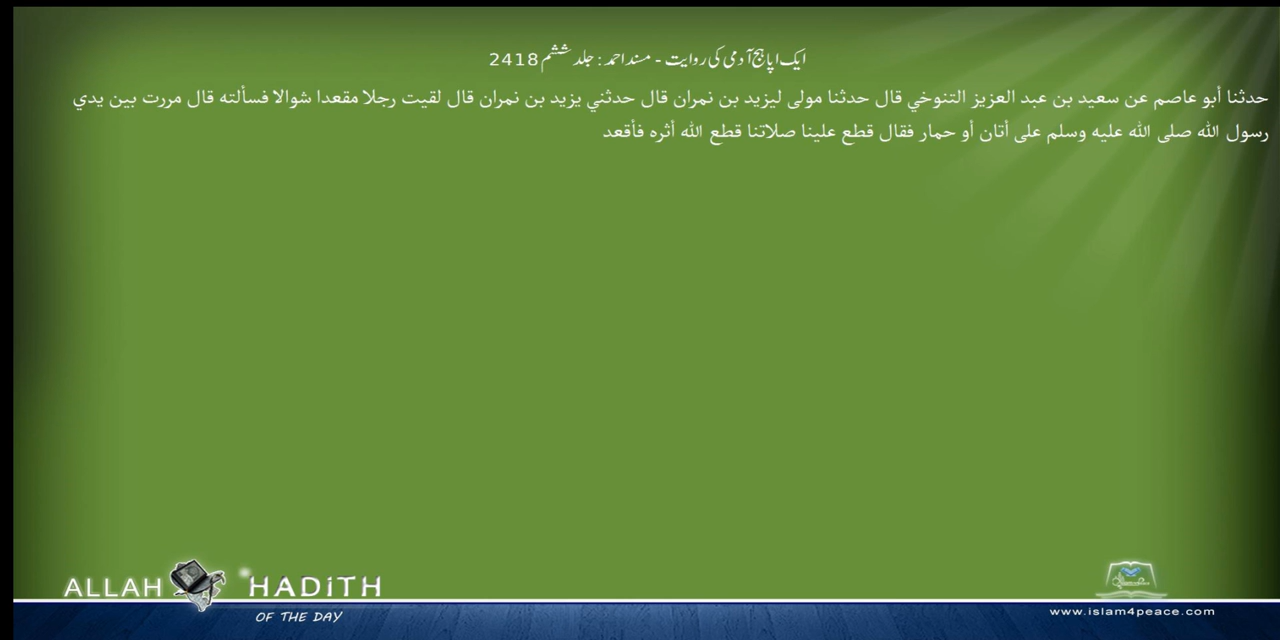 ایک اپاہج آدمی کی روایت - مسند احمد : جلد ششم 2418
حدثنا أبو عاصم عن سعيد بن عبد العزيز التنوخي قال حدثنا مولى ليزيد بن نمران قال حدثني يزيد بن نمران قال لقيت رجلا مقعدا شوالا فسألته قال مررت بين يدي
رسول الله صلى الله عليه وسلم على أتان أو حمار فقال قطع علينا صلاتنا قطع الله أثره فأقعد
ALLAH HADITH
OF THE DAY
www.islam4peace.com